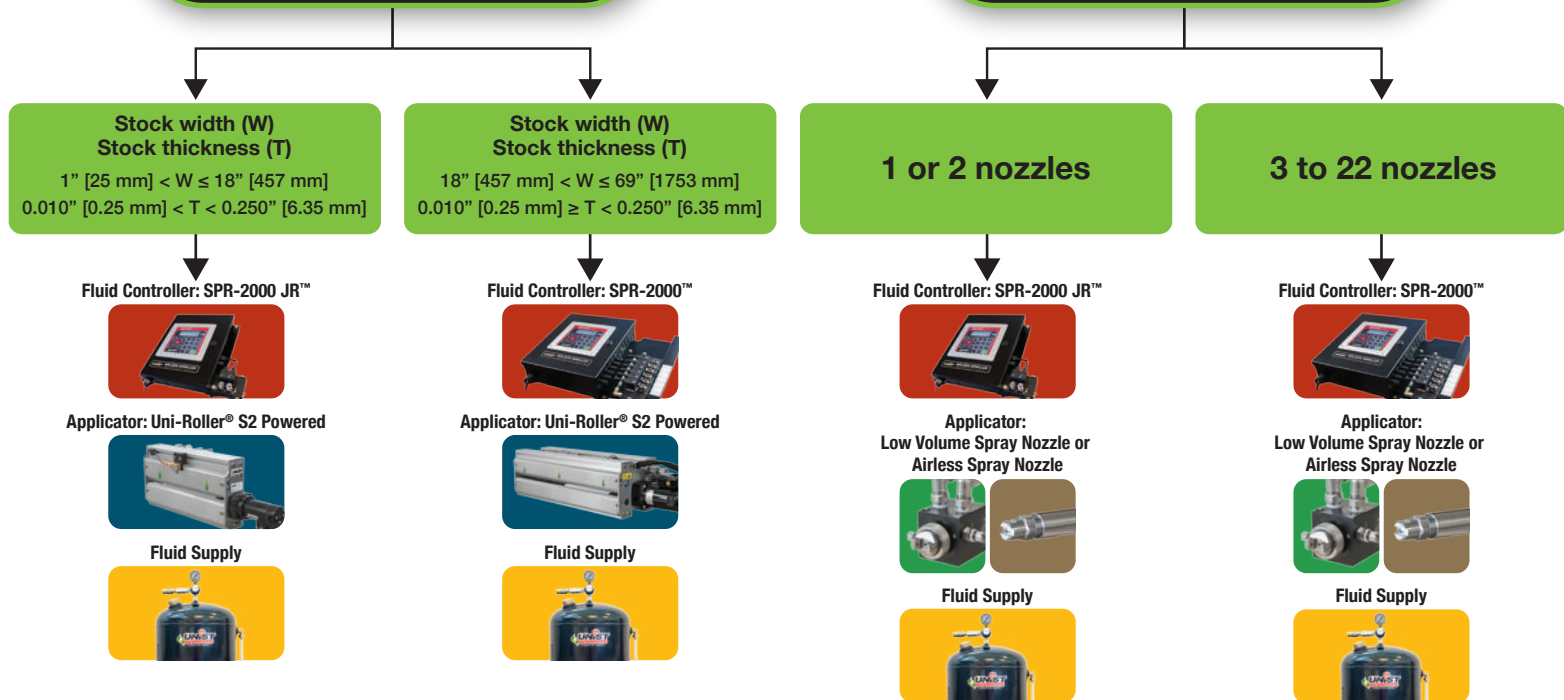 Stock width (W)
Stock thickness (T)
1” [25 mm] < W ≤ 18” [457 mm]
0.010” [0.25 mm] < T < 0.250” [6.35 mm]
Fluid Controller: SPR-2000 JR™
Applicator: Uni-Roller® S2 Powered
Fluid Supply
UNIST
Stock width (W)
Stock thickness (T)
18” [457 mm] < W ≤ 69” [1753 mm]
0.010” [0.25 mm] ≥ T < 0.250” [6.35 mm]
Fluid Controller: SPR-2000™
Applicator: Uni-Roller® S2 Powered
Fluid Supply
UNIST
1 or 2 nozzles
Fluid Controller: SPR-2000 JR™
Applicator:
Low Volume Spray Nozzle or
Airless Spray Nozzle
Fluid Supply
UNIST
3 to 22 nozzles
Fluid Controller: SPR-2000™
Applicator:
Low Volume Spray Nozzle or
Airless Spray Nozzle
Fluid Supply
UNIST